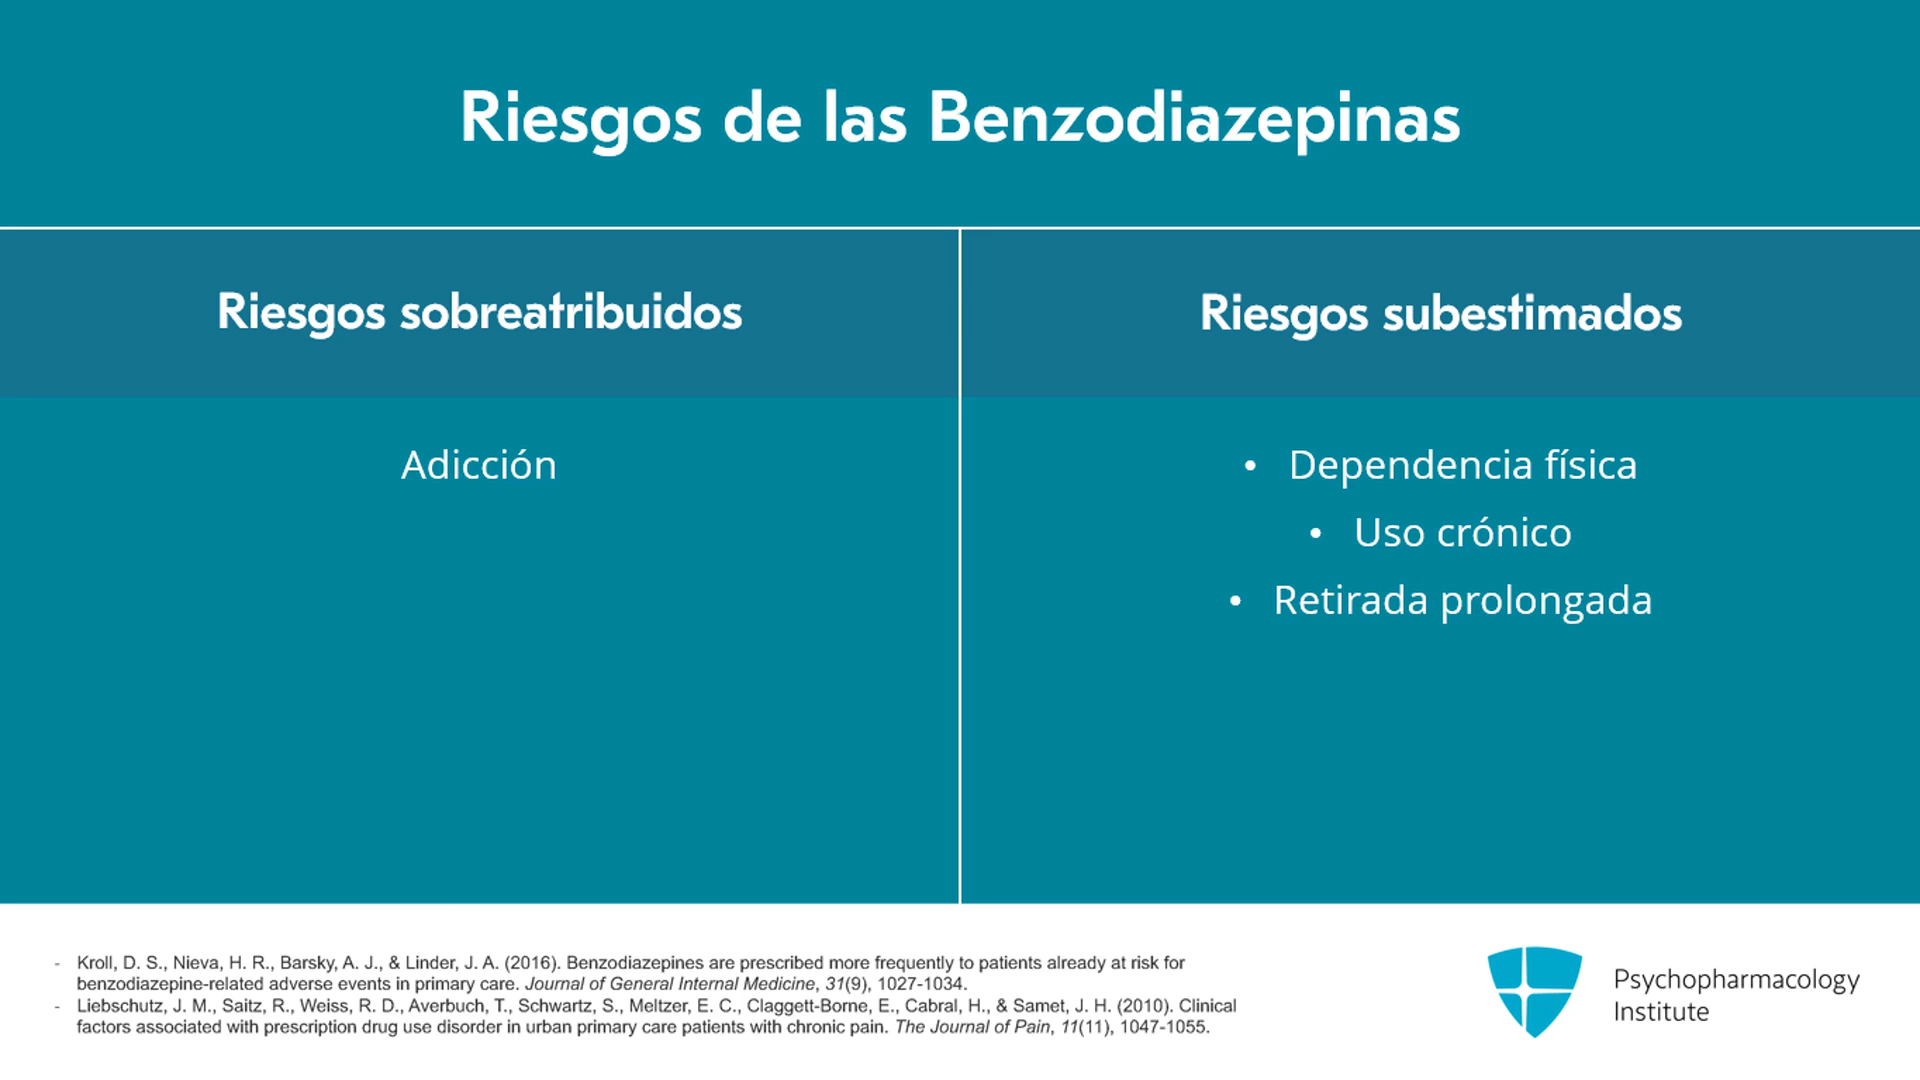 Riesgos de las Benzodiazepinas
Riesgos sobreatribuidos
Riesgos subestimados
Adicción
• Dependencia física
• Uso crónico
• Retirada prolongada
- Kroll, D. S., Nieva, H. R., Barsky, A. J., & Linder, J. A. (2016). Benzodiazepines are prescribed more frequently to patients already at risk for
benzodiazepine-related adverse events in primary care. Journal of General Internal Medicine, 31(9), 1027-1034.
- Liebschutz, J. M., Saitz, R., Weiss, R. D., Averbuch, T., Schwartz, S., Meltzer, E. C., Claggett-Borne, E., Cabral, H., & Samet, J. H. (2010). Clinical
factors associated with prescription drug use disorder in urban primary care patients with chronic pain. The Journal of Pain, 11(11), 1047-1055.
Psychopharmacology
Institute